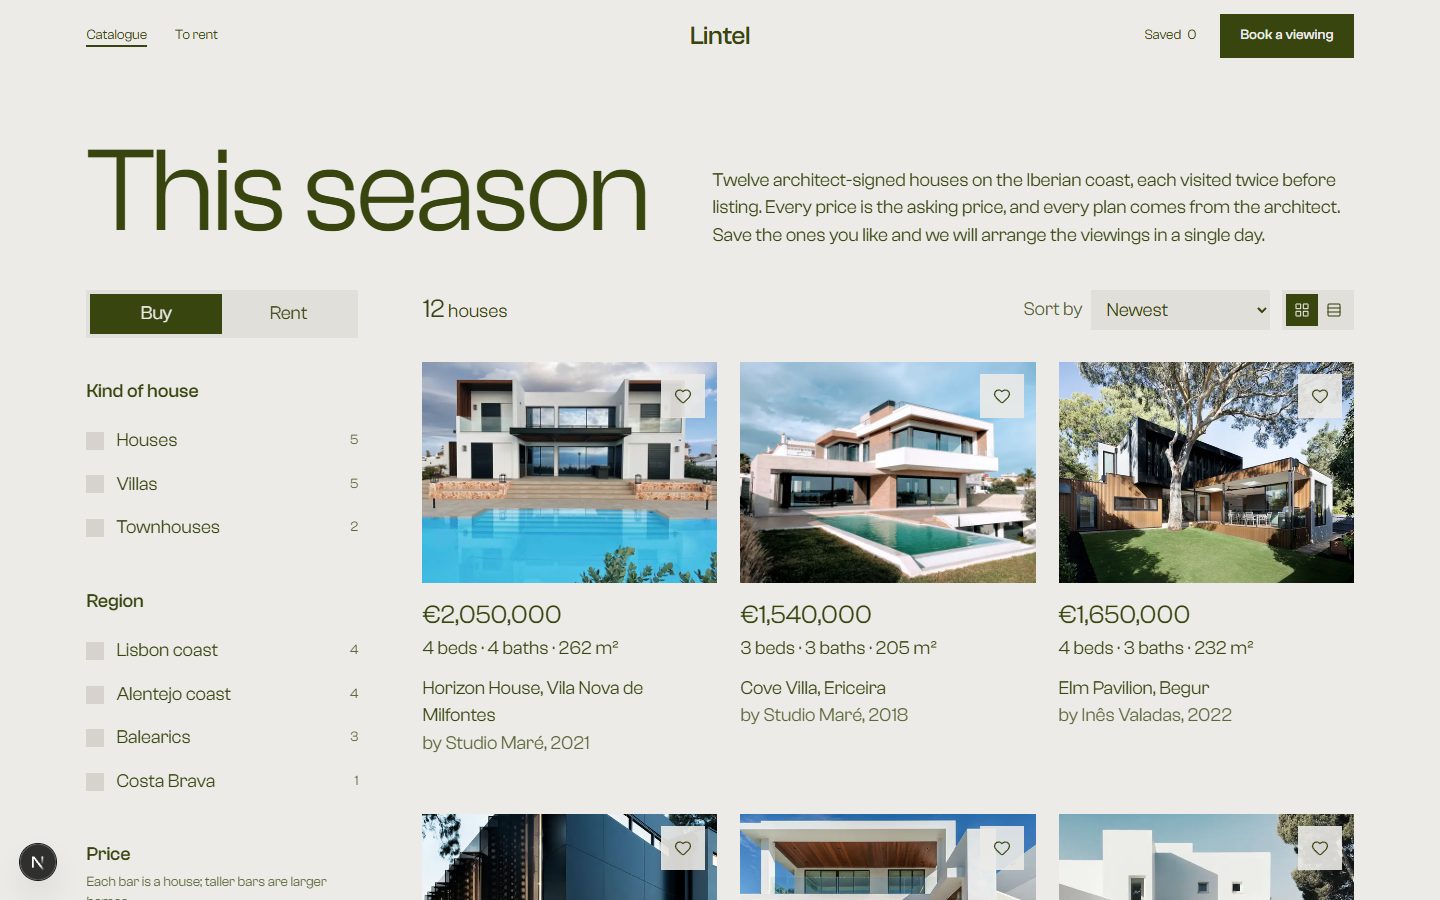 Catalogue
To rent
Lintel
Saved 0
Book a viewing
This season
Twelve architect-signed houses on the Iberian coast, each visited twice before
listing. Every price is the asking price, and every plan comes from the architect.
Save the ones you like and we will arrange the viewings in a single day.
Buy
Rent
12 houses
Sort by
Newest
Kind of house
Houses 5
Villas 5
Townhouses 2
Region
Lisbon coast 4
Alentejo coast 4
Balearics 3
Costa Brava 1
Price
Each bar is a house; taller bars are larger
€2,050,000
4 beds · 4 baths · 262 m²
Horizon House, Vila Nova de
Milfontes
by Studio Maré, 2021
€1,540,000
3 beds · 3 baths · 205 m²
Cove Villa, Ericeira
by Studio Maré, 2018
€1,650,000
4 beds · 3 baths · 232 m²
Elm Pavilion, Begur
by Inês Valadas, 2022
N